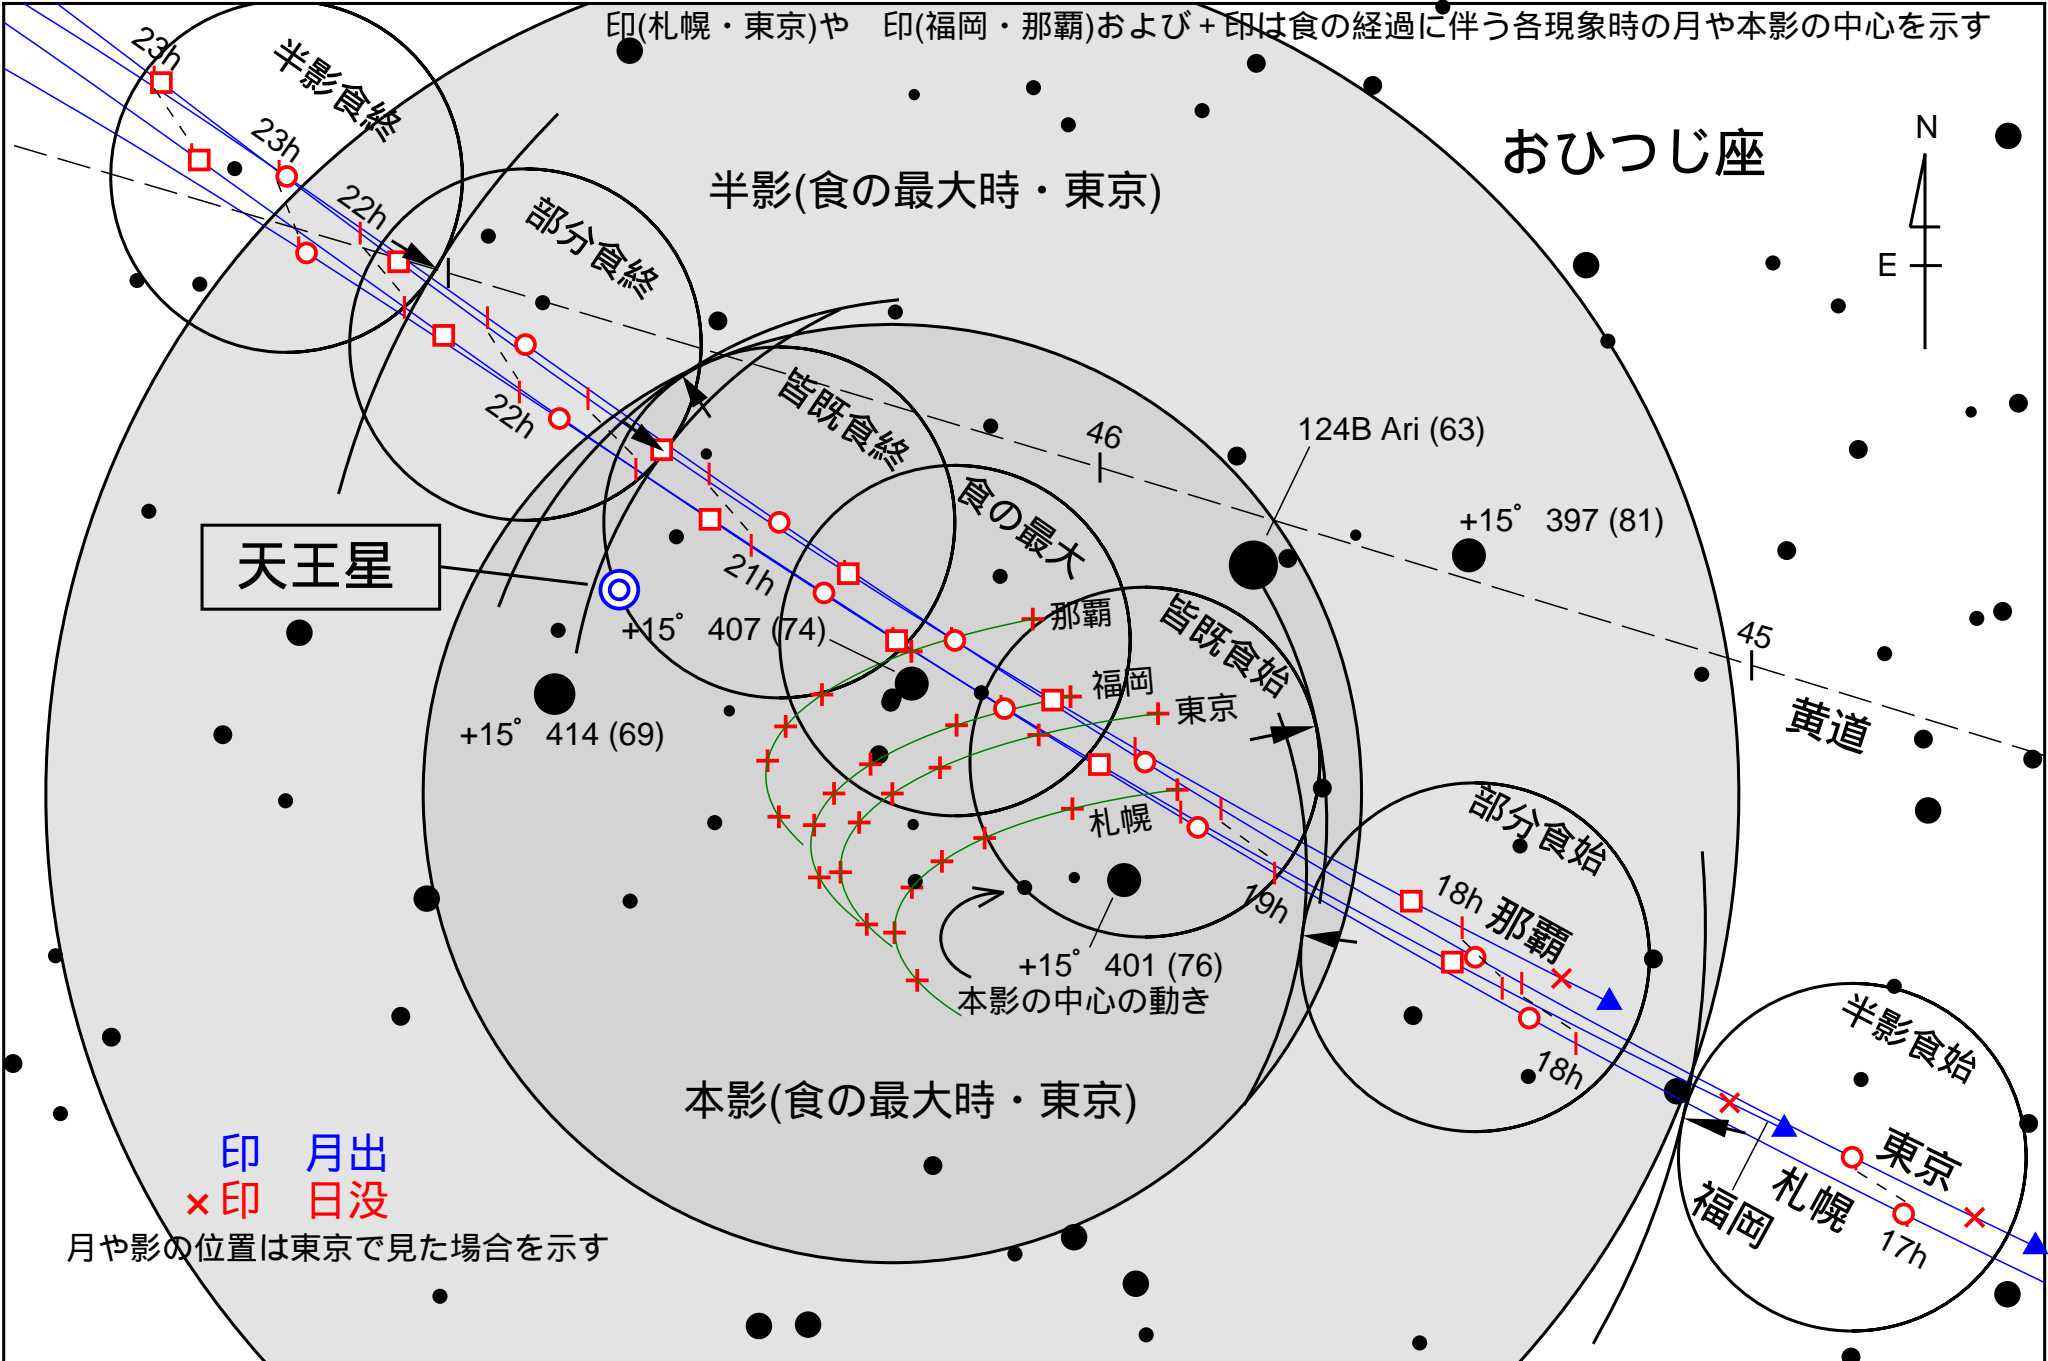 印(札幌・東京)や　印(福岡・那覇)および + 印は食の経過に伴う各現象時の月や本影の中心を示す
23h
半影食終
23h
22h
部分食終
半影(食の最大時・東京)
おひつじ座
N
E
22h
皆既食終
46
124B Ari (63)
+15° 397 (81)
天王星
21h
食の最大
+15° 407 (74)
那覇
皆既食始
45
福岡
東京
黄道
+15° 414 (69)
札幌
部分食始
19h
18h
那覇
+15° 401 (76)
本影の中心の動き
半影食始
18h
本影(食の最大時・東京)
東京
札幌
福岡
17h
印　月出
×印　日没
月や影の位置は東京で見た場合を示す